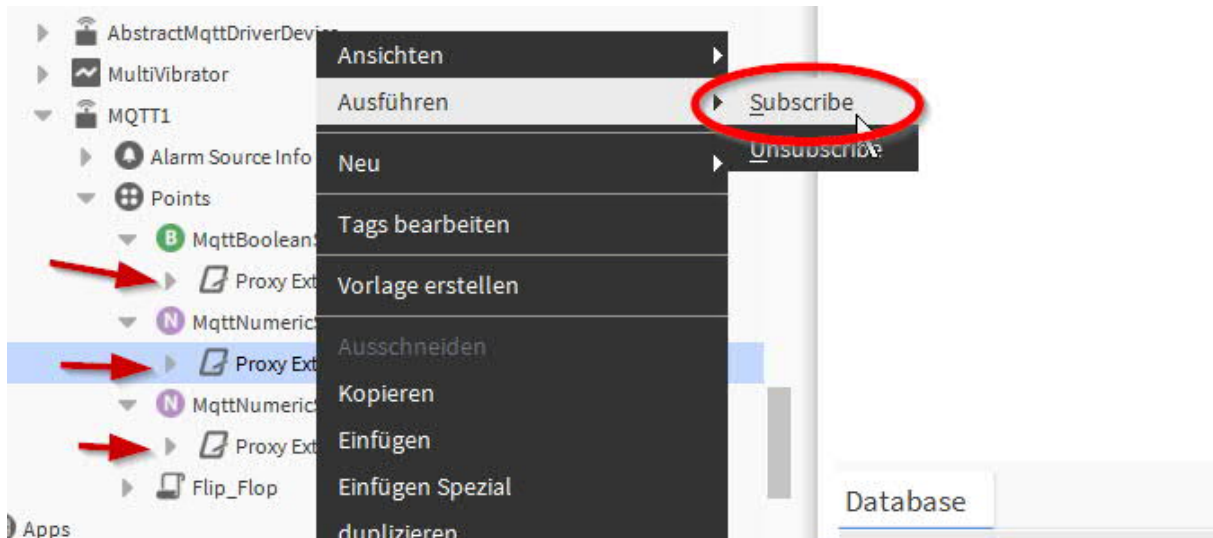 AbstractMqttDriverDevice
MultiVibrator
MQTT1
Alarm Source Info
Points
MqttBoolean
Proxy Ext
MqttNumeric
Proxy Ext
MqttNumeric
Proxy Ext
Flip_Flop
Apps
Ansichten
Ausführen
Neu
Tags bearbeiten
Vorlage erstellen
Ausschneiden
Kopieren
Einfügen
Einfügen Spezial
duplizieren
Subscribe
Unsubscribe
Database